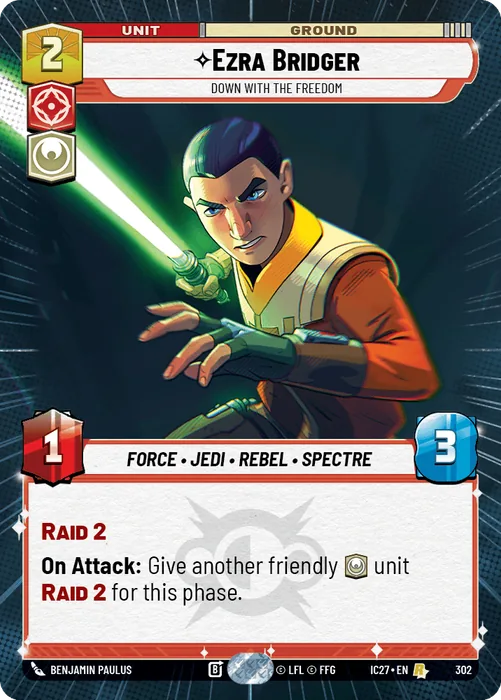 UNIT
GROUND
2
EZRA BRIDGER
DOWN WITH THE FREEDOM
1
3
FORCE • JEDI • REBEL • SPECTRE
RAID 2
On Attack: Give another friendly unit
RAID 2 for this phase.
BENJAMIN PAULUS
B
© LFL © FFG
IC27 • EN
R
302